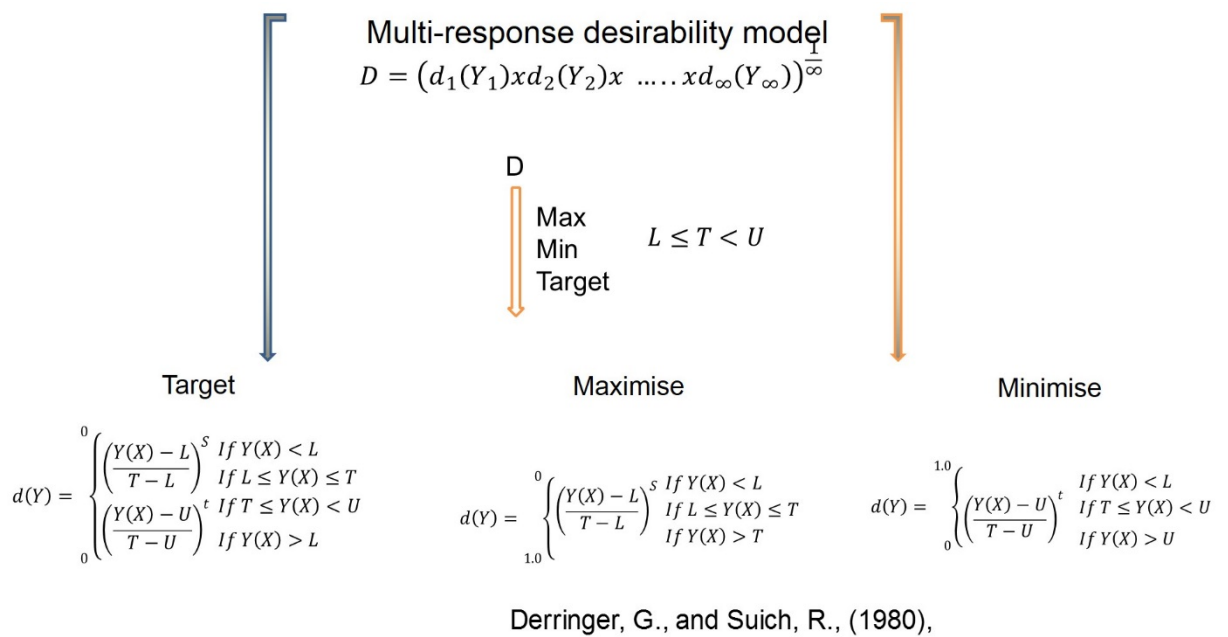 Multi-response desirability model
D = (d₁(Y₁)xd₂(Y₂)x ….. xd∞(Y∞))^(1/∞)
D
Max
Min
Target
L ≤ T < U
Target
Maximise
Minimise
d(Y) = { 0 If Y(X) < L
((Y(X) − L)/(T − L))^S If L ≤ Y(X) ≤ T
((Y(X) − U)/(T − U))^t If T ≤ Y(X) < U
0 If Y(X) > L
d(Y) = { 0 If Y(X) < L
((Y(X) − L)/(T − L))^S If L ≤ Y(X) ≤ T
1.0 If Y(X) > T
d(Y) = { 1.0 If Y(X) < L
((Y(X) − U)/(T − U))^t If T ≤ Y(X) < U
0 If Y(X) > U
Derringer, G., and Suich, R., (1980),